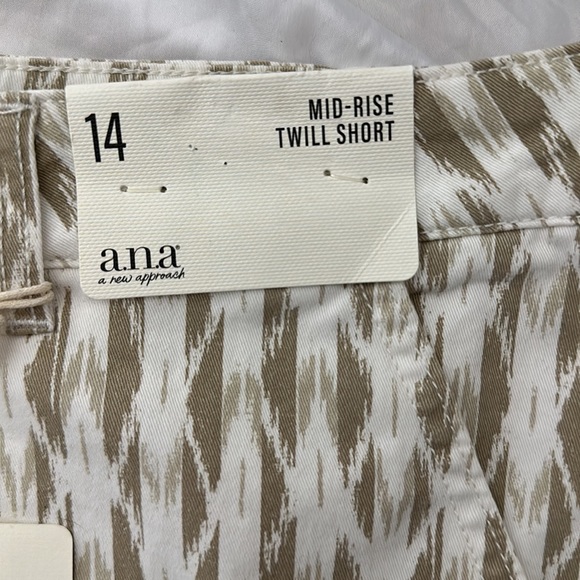 14
MID-RISE
TWILL SHORT
a.n.a®
a new approach